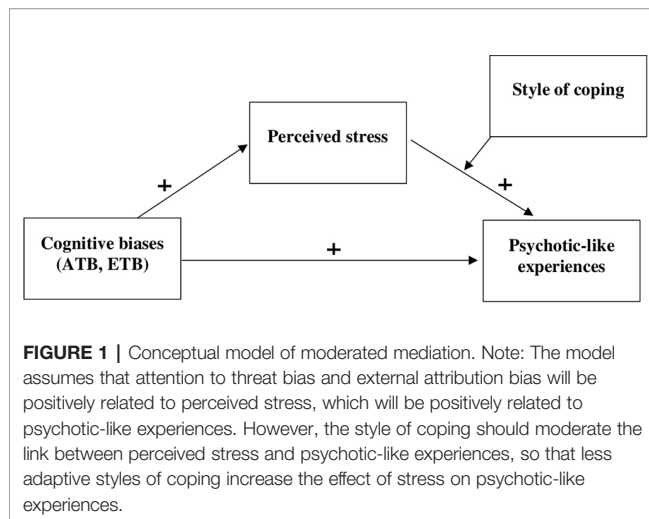 Style of coping
Perceived stress
+
+
Cognitive biases
(ATB, ETB)
+
Psychotic-like
experiences
FIGURE 1 | Conceptual model of moderated mediation. Note: The model
assumes that attention to threat bias and external attribution bias will be
positively related to perceived stress, which will be positively related to
psychotic-like experiences. However, the style of coping should moderate the
link between perceived stress and psychotic-like experiences, so that less
adaptive styles of coping increase the effect of stress on psychotic-like
experiences.